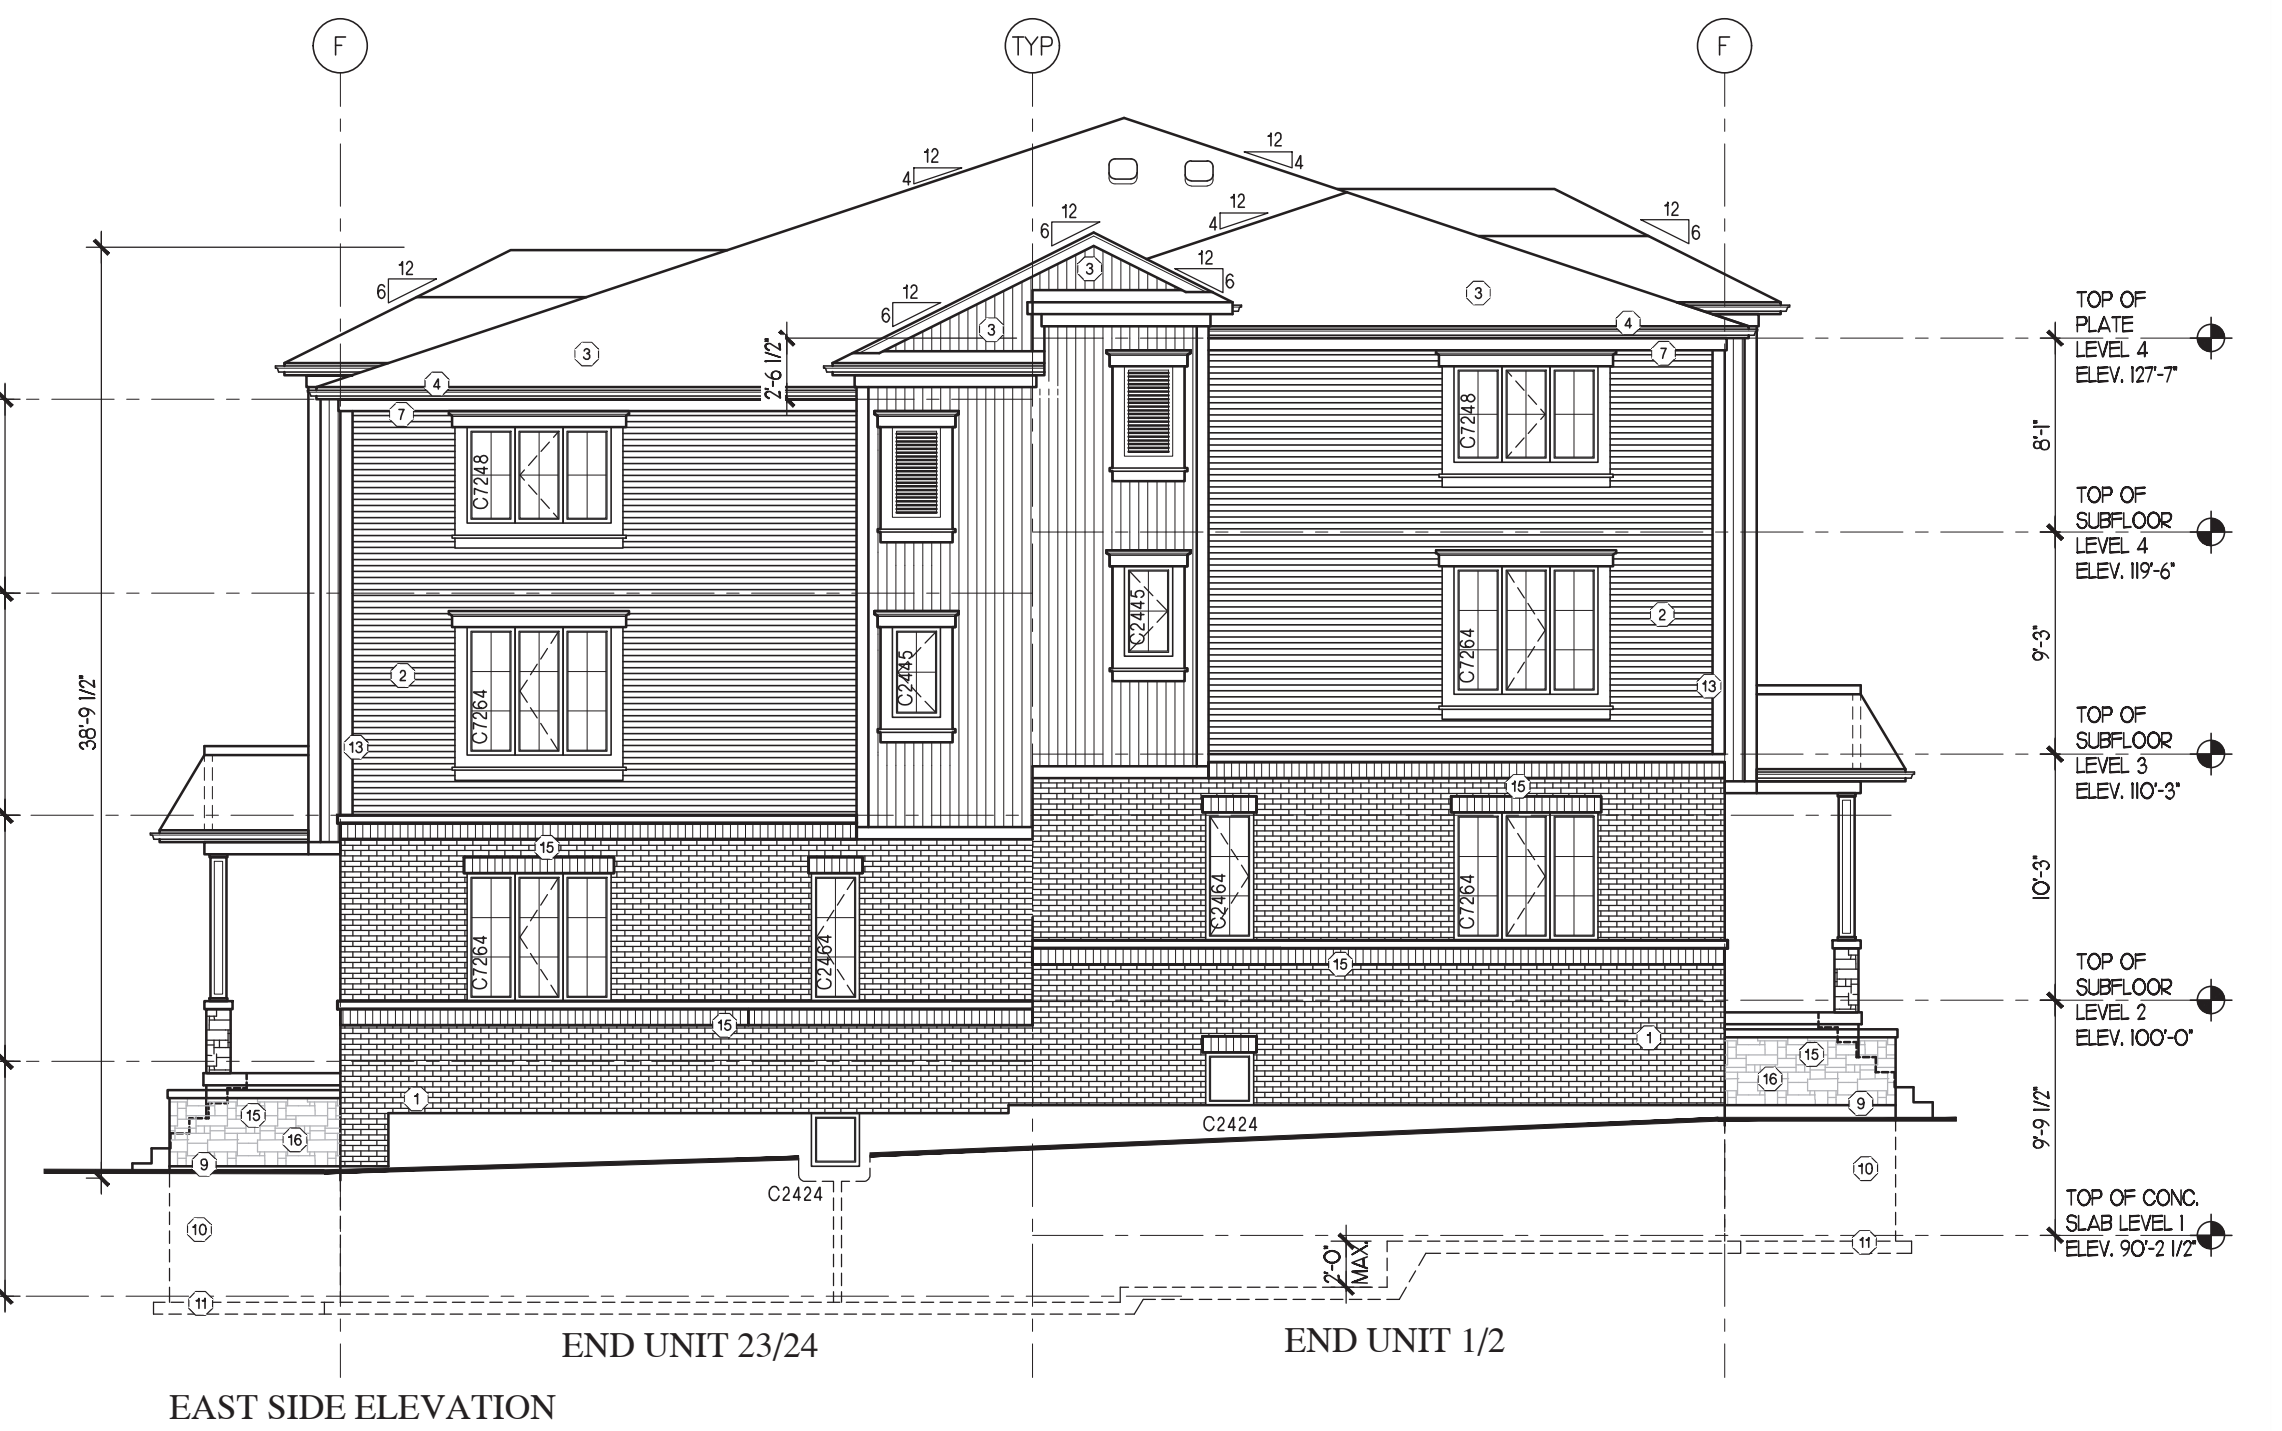 F
TYP
F
12
4
12
4
12
6
12
4
12
6
12
6
12
6
12
6
3
3
3
3
4
4
7
7
2'-6 1/2"
38'-9 1/2"
C7248
C7248
C2445
C2445
C7264
C7264
2
2
13
13
15
15
C7264
C2464
C2464
C7264
15
15
1
1
15
16
9
10
11
15
16
9
10
11
C2424
C2424
2'-0"
MAX.
TOP OF
PLATE
LEVEL 4
ELEV. 127'-7"
8'-1"
TOP OF
SUBFLOOR
LEVEL 4
ELEV. 119'-6"
9'-3"
TOP OF
SUBFLOOR
LEVEL 3
ELEV. 110'-3"
10'-3"
TOP OF
SUBFLOOR
LEVEL 2
ELEV. 100'-0"
9'-9 1/2"
TOP OF CONC.
SLAB LEVEL 1
ELEV. 90'-2 1/2"
END UNIT 23/24
END UNIT 1/2
EAST SIDE ELEVATION